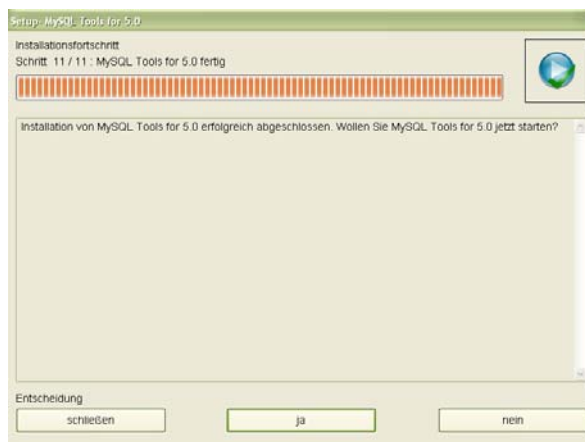 Setup- MySQL Tools for 5.0
Installationsfortschritt
Schritt 11 / 11 : MySQL Tools for 5.0 fertig
Installation von MySQL Tools for 5.0 erfolgreich abgeschlossen. Wollen Sie MySQL Tools for 5.0 jetzt starten?
Entscheidung
schließen
ja
nein